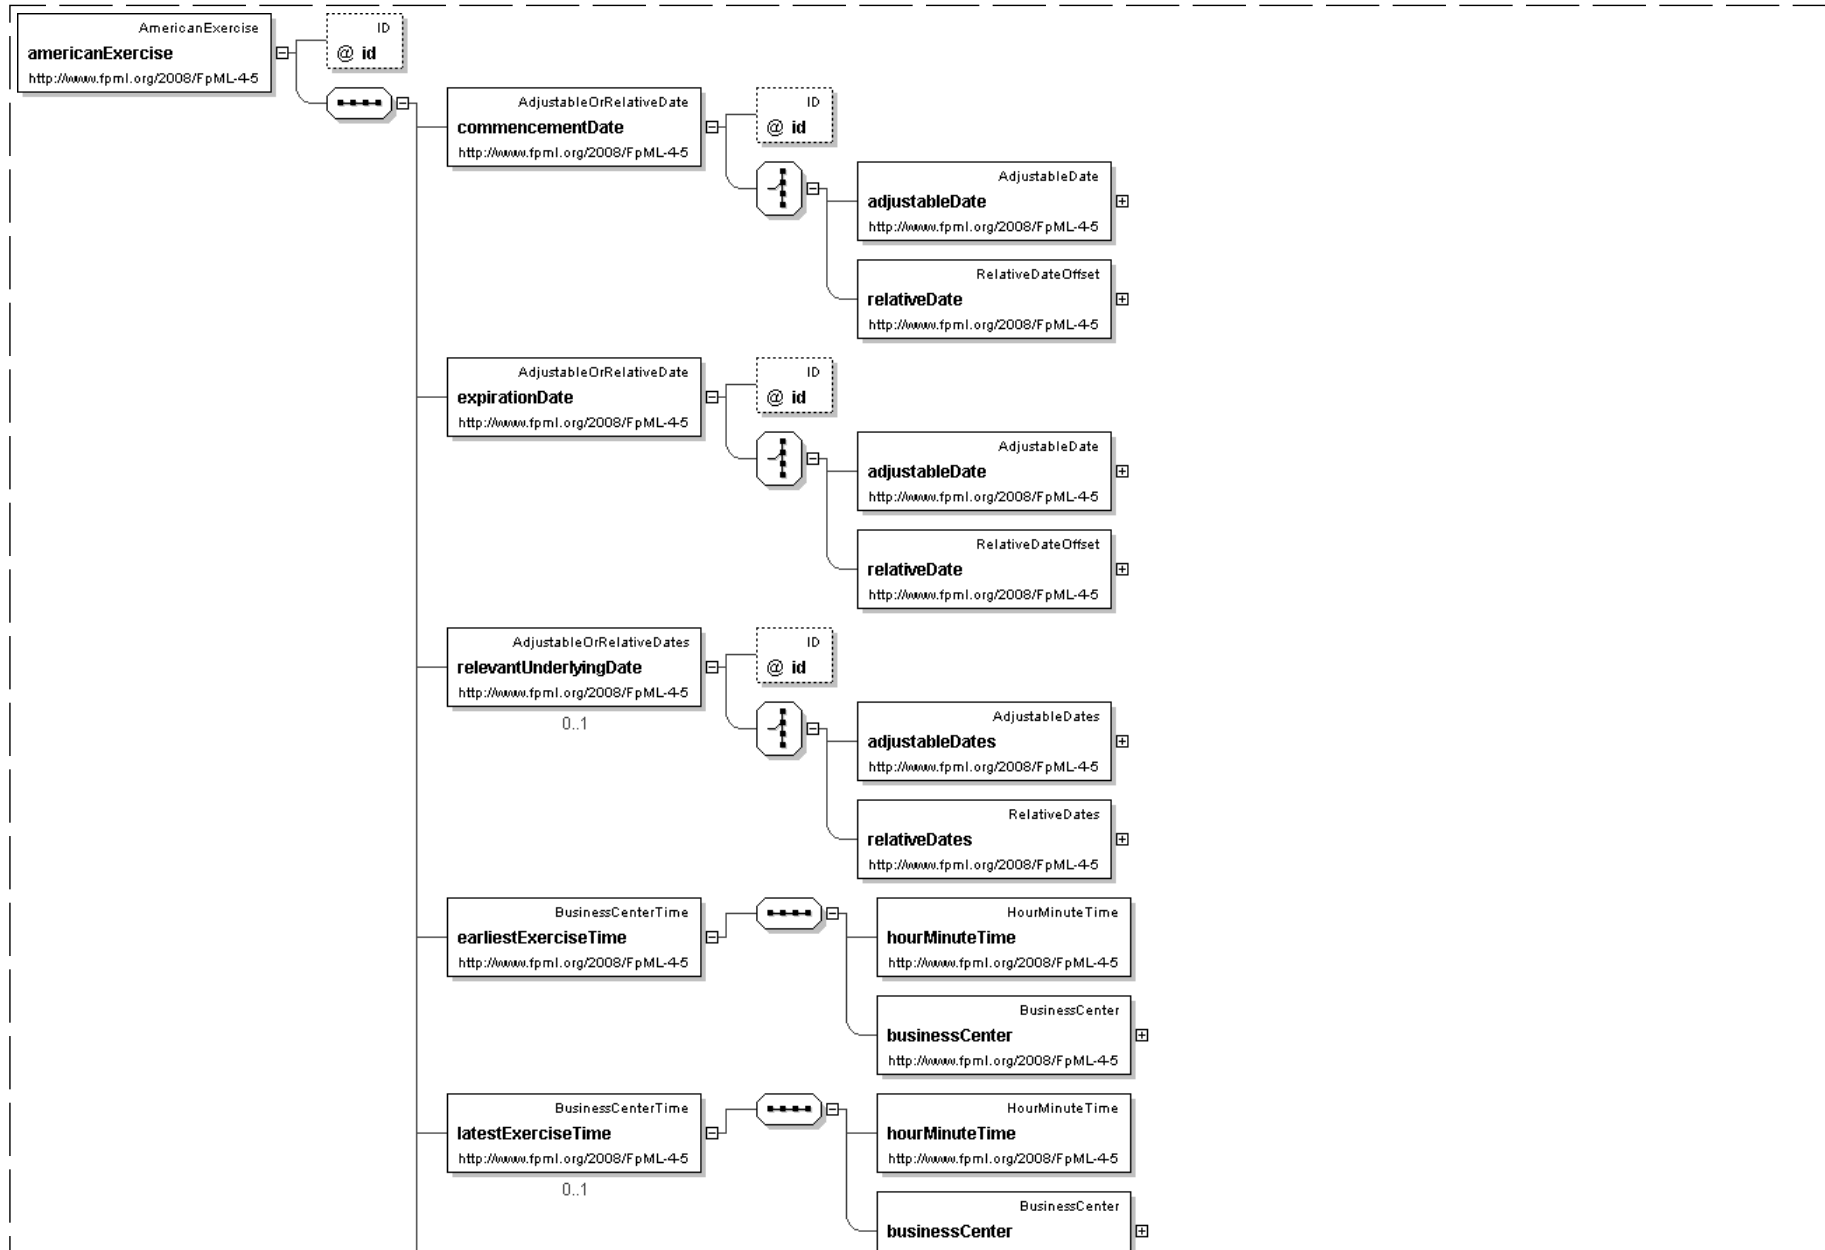 AmericanExercise
americanExercise
http://www.fpml.org/2008/FpML-4-5
ID
@ id
AdjustableOrRelativeDate
commencementDate
http://www.fpml.org/2008/FpML-4-5
ID
@ id
AdjustableDate
adjustableDate
http://www.fpml.org/2008/FpML-4-5
RelativeDateOffset
relativeDate
http://www.fpml.org/2008/FpML-4-5
AdjustableOrRelativeDate
expirationDate
http://www.fpml.org/2008/FpML-4-5
ID
@ id
AdjustableDate
adjustableDate
http://www.fpml.org/2008/FpML-4-5
RelativeDateOffset
relativeDate
http://www.fpml.org/2008/FpML-4-5
AdjustableOrRelativeDates
relevantUnderlyingDate
http://www.fpml.org/2008/FpML-4-5
0..1
ID
@ id
AdjustableDates
adjustableDates
http://www.fpml.org/2008/FpML-4-5
RelativeDates
relativeDates
http://www.fpml.org/2008/FpML-4-5
BusinessCenterTime
earliestExerciseTime
http://www.fpml.org/2008/FpML-4-5
HourMinuteTime
hourMinuteTime
http://www.fpml.org/2008/FpML-4-5
BusinessCenter
businessCenter
http://www.fpml.org/2008/FpML-4-5
BusinessCenterTime
latestExerciseTime
http://www.fpml.org/2008/FpML-4-5
0..1
HourMinuteTime
hourMinuteTime
http://www.fpml.org/2008/FpML-4-5
BusinessCenter
businessCenter